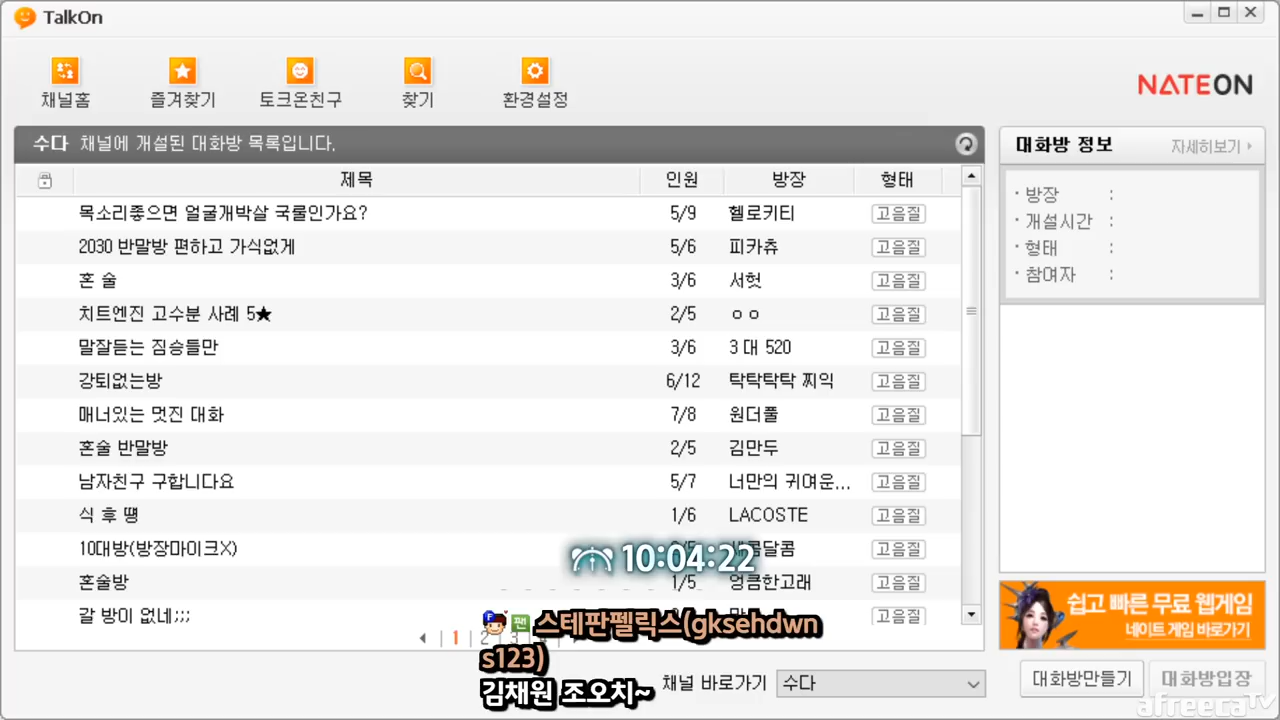 TalkOn
채널홈 즐겨찾기 토크온친구 찾기 환경설정
NATEON
수다 채널에 개설된 대화방 목록입니다.
제목 인원 방장 형태
목소리좋으면 얼굴개박살 국룰인가요? 5/9 헬로키티 고음질
2030 반말방 편하고 가식없게 5/6 피카츄 고음질
혼 술 3/6 서헛 고음질
치트엔진 고수분 사례 5★ 2/5 ㅇㅇ 고음질
말잘듣는 짐승들만 3/6 3 대 520 고음질
강퇴없는방 6/12 탁탁탁탁 찌익 고음질
매너있는 멋진 대화 7/8 원더풀 고음질
혼술 반말방 2/5 김만두 고음질
남자친구 구합니다요 5/7 너만의 귀여운... 고음질
식 후 떙 1/6 LACOSTE 고음질
10대방(방장마이크X) 고음질
10:04:22
혼술방 1/5 엉큼한고래 고음질
갈 방이 없네;;; 고음질
1 2 3
팬 스테판펠릭스(gksehdwn
s123)
김채원 조오치~
채널 바로가기 수다
대화방 정보 자세히보기
· 방장 :
· 개설시간 :
· 형태 :
· 참여자 :
쉽고 빠른 무료 웹게임
네이트 게임 바로가기
대화방만들기 대화방입장
afreecaTV